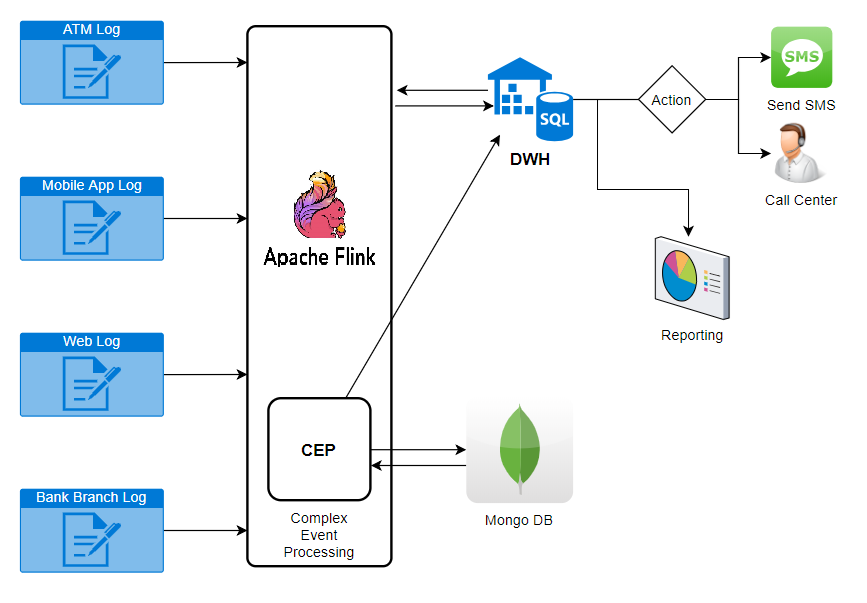 ATM Log
Mobile App Log
Web Log
Bank Branch Log
Apache Flink
CEP
Complex
Event
Processing
SQL
DWH
Mongo DB
Action
SMS
Send SMS
Call Center
Reporting